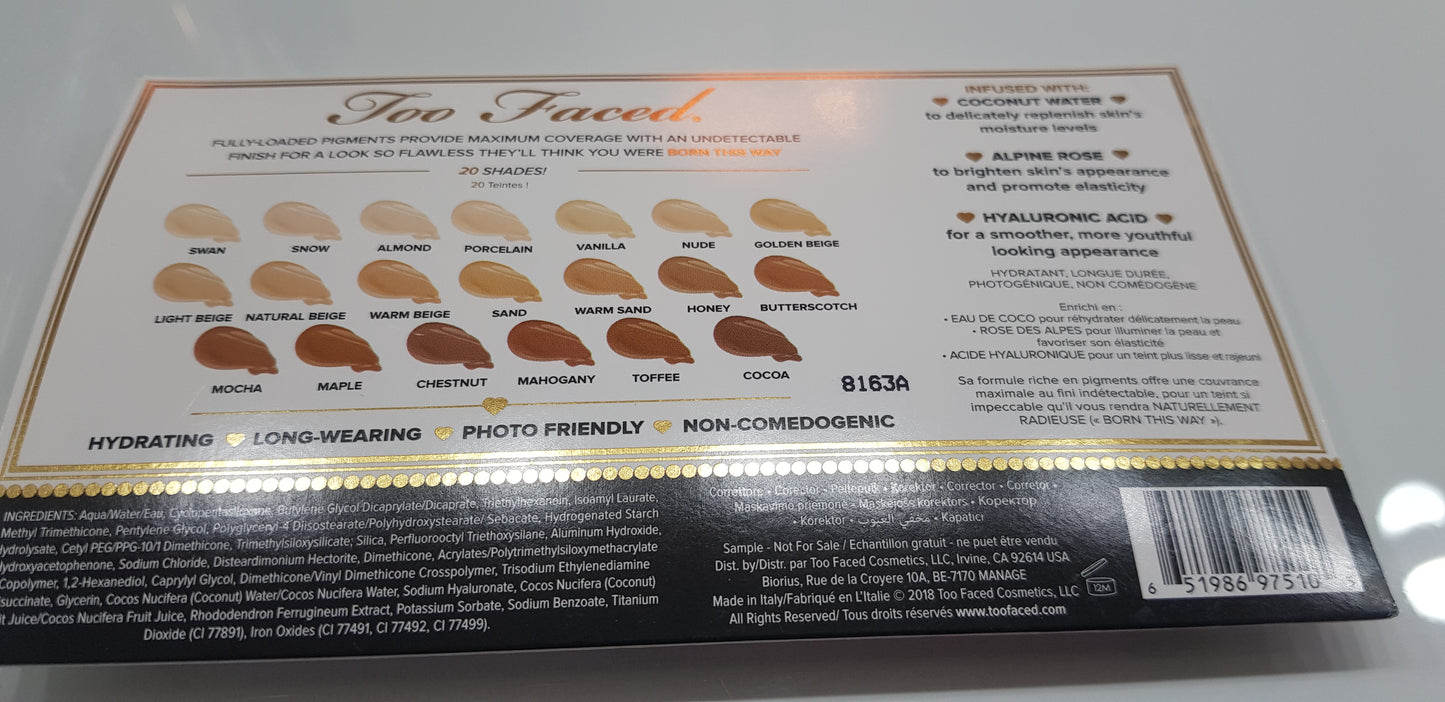 Too Faced.
FULLY-LOADED PIGMENTS PROVIDE MAXIMUM COVERAGE WITH AN UNDETECTABLE
FINISH FOR A LOOK SO FLAWLESS THEY'LL THINK YOU WERE BORN THIS WAY
20 SHADES!
20 Teintes !
SWAN SNOW ALMOND PORCELAIN VANILLA NUDE GOLDEN BEIGE
LIGHT BEIGE NATURAL BEIGE WARM BEIGE SAND WARM SAND HONEY BUTTERSCOTCH
MOCHA MAPLE CHESTNUT MAHOGANY TOFFEE COCOA
8163A
HYDRATING LONG-WEARING PHOTO FRIENDLY NON-COMEDOGENIC
INFUSED WITH:
COCONUT WATER
to delicately replenish skin's
moisture levels
ALPINE ROSE
to brighten skin's appearance
and promote elasticity
HYALURONIC ACID
for a smoother, more youthful
looking appearance
HYDRATANT, LONGUE DURÉE,
PHOTOGÉNIQUE, NON COMÉDOGÈNE
Enrichi en :
• EAU DE COCO pour réhydrater délicatement la peau
• ROSE DES ALPES pour illuminer la peau et
favoriser son élasticité
• ACIDE HYALURONIQUE pour un teint plus lisse et rajeuni
Sa formule riche en pigments offre une couvrance
maximale au fini indétectable, pour un teint si
impeccable qu'il vous rendra NATURELLEMENT
RADIEUSE (« BORN THIS WAY »).
INGREDIENTS: Aqua/Water/Eau, Cyclopentasiloxane, Butylene Glycol Dicaprylate/Dicaprate, Triethylhexanoin, Isoamyl Laurate,
Methyl Trimethicone, Pentylene Glycol, Polyglyceryl-4 Diisostearate/Polyhydroxystearate/ Sebacate, Hydrogenated Starch
Hydrolysate, Cetyl PEG/PPG-10/1 Dimethicone, Trimethylsiloxysilicate; Silica, Perfluorooctyl Triethoxysilane, Aluminum Hydroxide,
Hydroxyacetophenone, Sodium Chloride, Disteardimonium Hectorite, Dimethicone, Acrylates/Polytrimethylsiloxymethacrylate
Copolymer, 1,2-Hexanediol, Caprylyl Glycol, Dimethicone/Vinyl Dimethicone Crosspolymer, Trisodium Ethylenediamine
succinate, Glycerin, Cocos Nucifera (Coconut) Water/Cocos Nucifera Water, Sodium Hyaluronate, Cocos Nucifera (Coconut)
it Juice/Cocos Nucifera Fruit Juice, Rhododendron Ferrugineum Extract, Potassium Sorbate, Sodium Benzoate, Titanium
Dioxide (CI 77891), Iron Oxides (CI 77491, CI 77492, CI 77499).
Correttors • Corector • Peitepuik • Korektor • Corrector • Corretor •
Maskavimo priemonė • Maskējošs korektors • Коректор
• Korektor • مخفي العيوب • Kapatıcı
Sample - Not For Sale / Echantillon gratuit - ne peut être vendu
Dist. by/Distr. par Too Faced Cosmetics, LLC, Irvine, CA 92614 USA
Biorius, Rue de la Croyere 10A, BE-7170 MANAGE
Made in Italy/Fabriqué en L'Italie © 2018 Too Faced Cosmetics, LLC
All Rights Reserved/ Tous droits réservés www.toofaced.com
12M
6 51986 97510 5